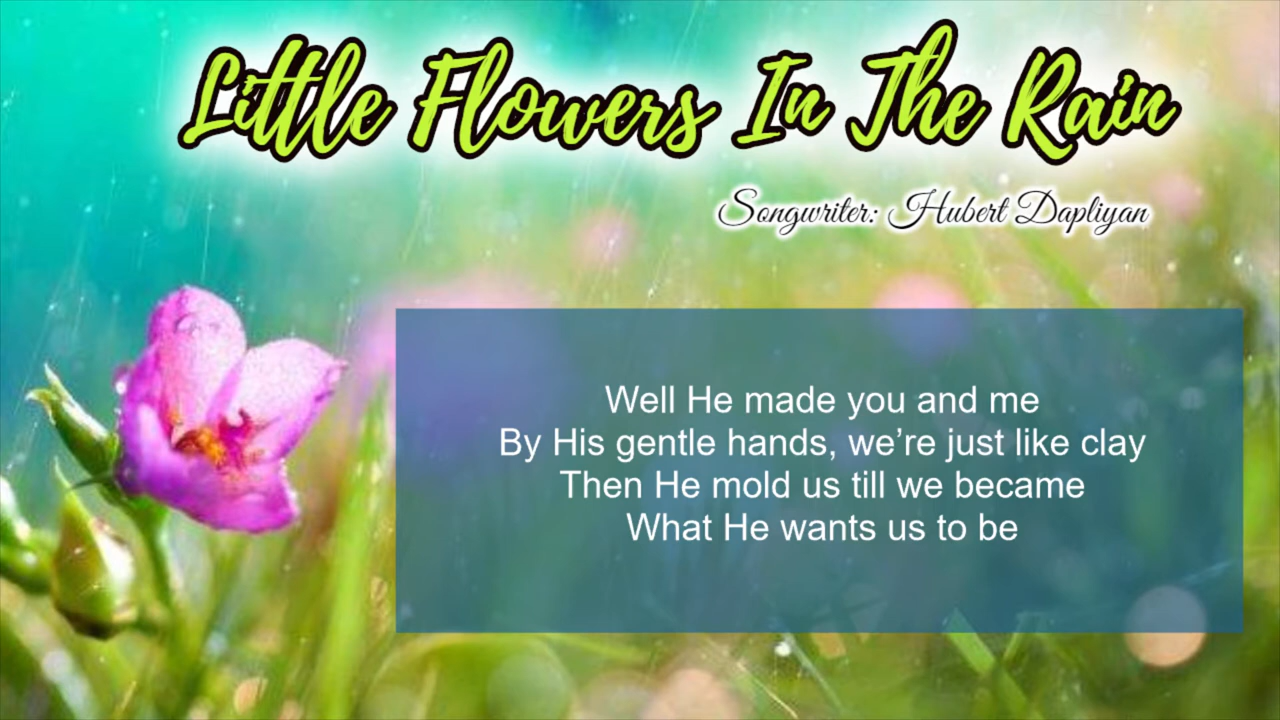 Little Flowers In The Rain
Songwriter: Hubert Dapliyan
Well He made you and me
By His gentle hands, we’re just like clay
Then He mold us till we became
What He wants us to be